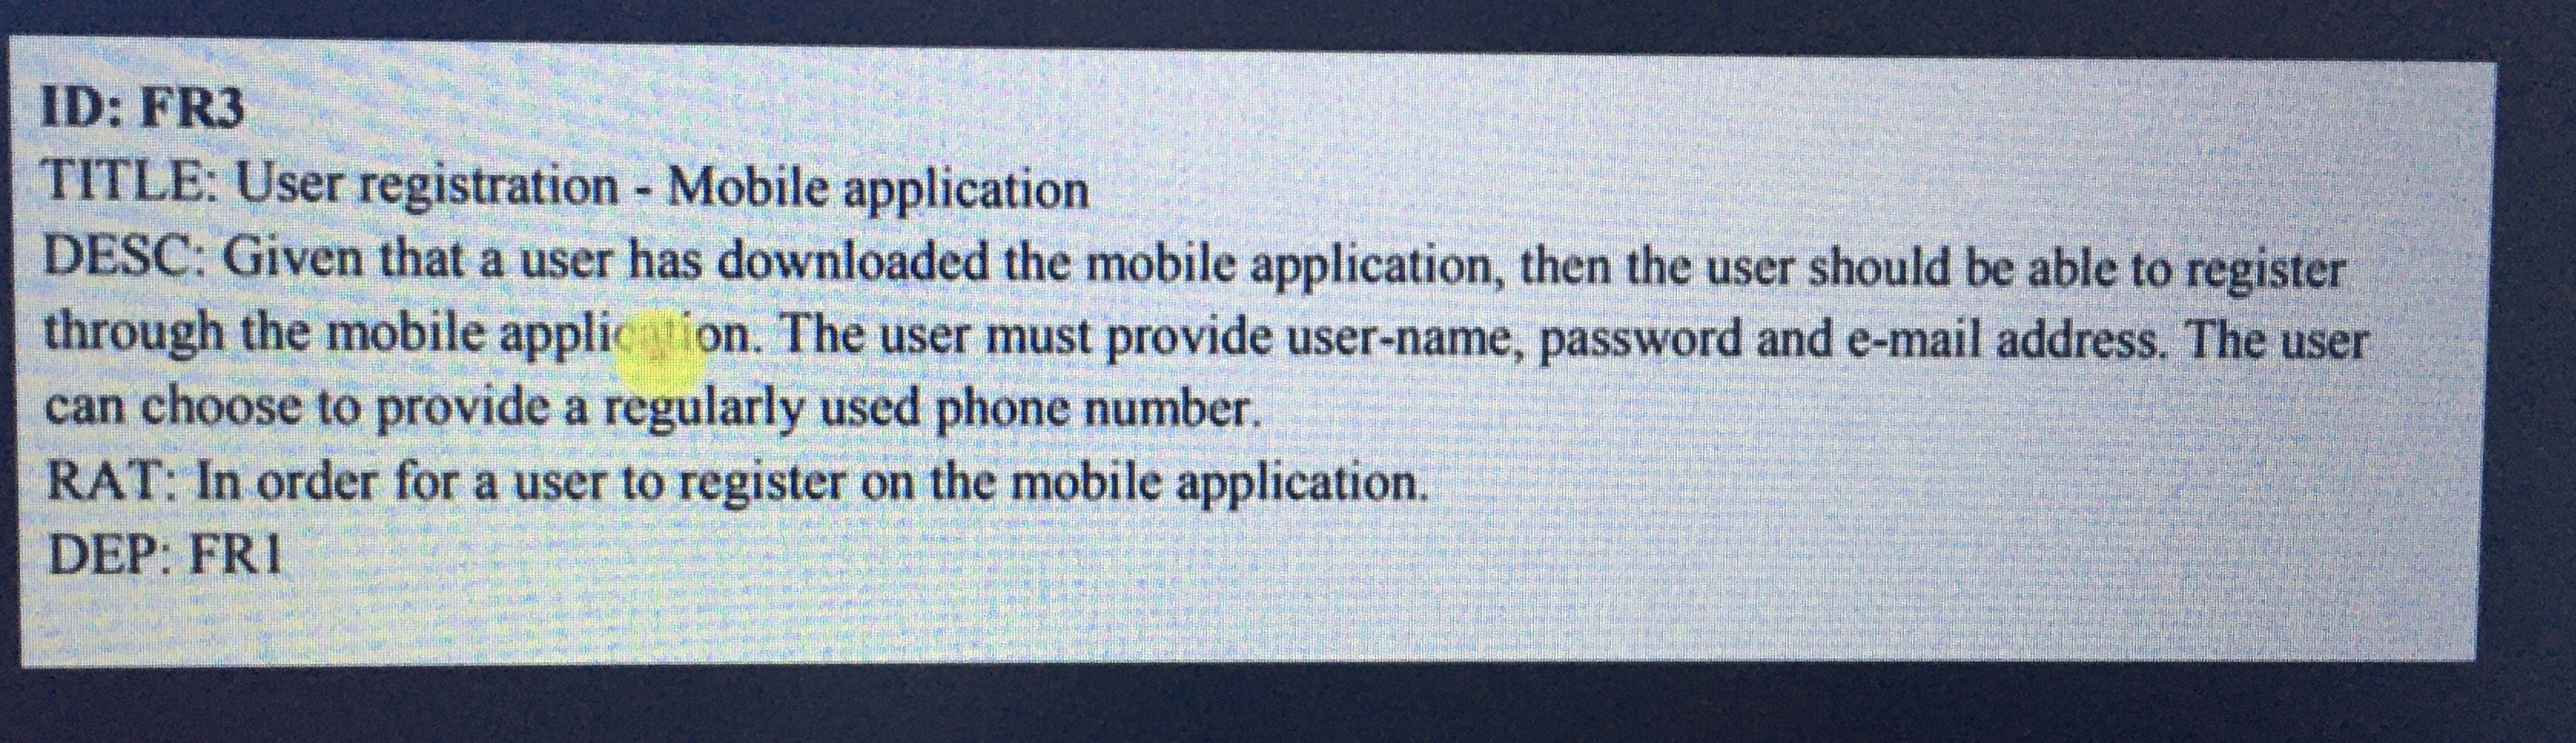 ID: FR3
TITLE: User registration - Mobile application
DESC: Given that a user has downloaded the mobile application, then the user should be able to register
through the mobile application. The user must provide user-name, password and e-mail address. The user
can choose to provide a regularly used phone number.
RAT: In order for a user to register on the mobile application.
DEP: FR1